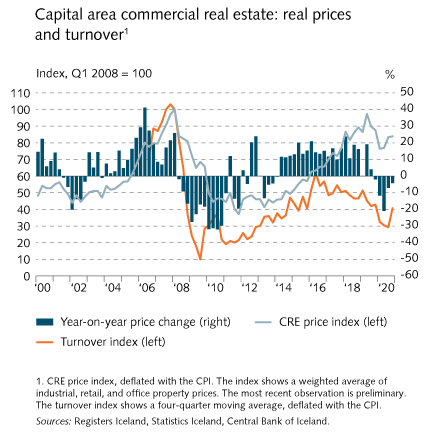 Capital area commercial real estate: real prices
and turnover¹
Index, Q1 2008 = 100
%
110
100
90
80
70
60
50
40
30
20
10
0
50
40
30
20
10
0
-10
-20
-30
-40
-50
-60
'00 '02 '04 '06 '08 '10 '12 '14 '16 '18 '20
Year-on-year price change (right)
CRE price index (left)
Turnover index (left)
1. CRE price index, deflated with the CPI. The index shows a weighted average of
industrial, retail, and office property prices. The most recent observation is preliminary.
The turnover index shows a four-quarter moving average, deflated with the CPI.
Sources: Registers Iceland, Statistics Iceland, Central Bank of Iceland.